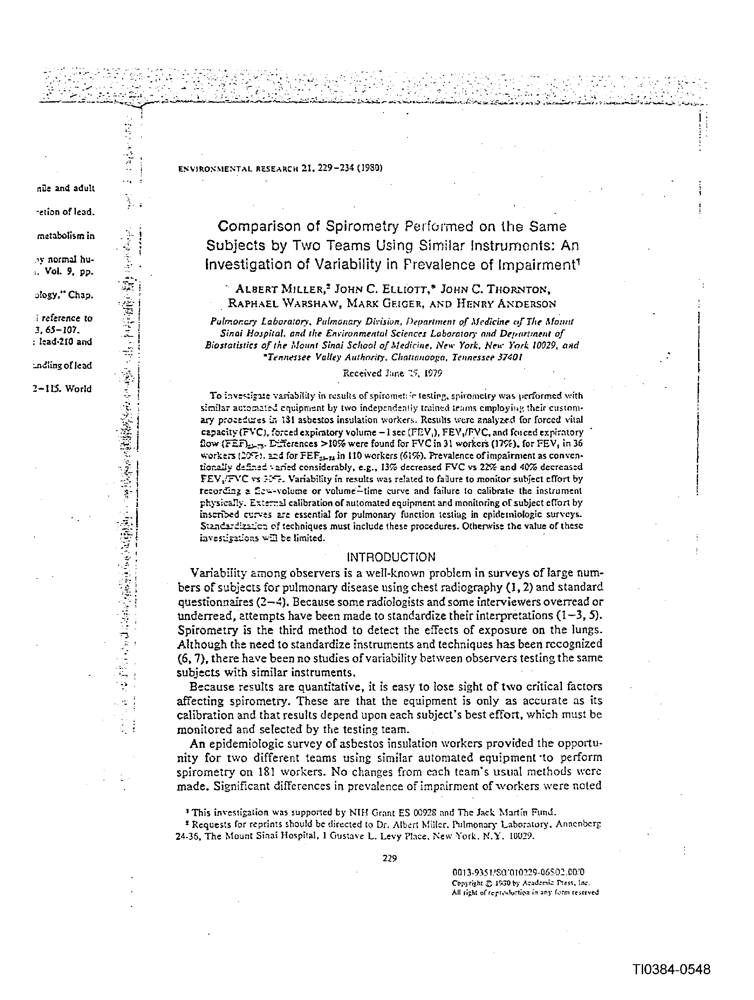 nile and adult
retion of lead.
metabolism in
by normal hu-
. Vol. 9, pp.
ology," Chap.
reference to
3, 65–107.
: lead-210 and
ndling of lead
2–115. World
ENVIRONMENTAL RESEARCH 21, 229–234 (1980)
Comparison of Spirometry Performed on the Same
Subjects by Two Teams Using Similar Instruments: An
Investigation of Variability in Prevalence of Impairment¹
ALBERT MILLER,² JOHN C. ELLIOTT,* JOHN C. THORNTON,
RAPHAEL WARSHAW, MARK GEIGER, AND HENRY ANDERSON
Pulmonary Laboratory, Pulmonary Division, Department of Medicine of The Mount
Sinai Hospital, and the Environmental Sciences Laboratory and Department of
Biostatistics of the Mount Sinai School of Medicine, New York, New York 10029, and
*Tennessee Valley Authority, Chattanooga, Tennessee 37401
Received June 25, 1979
To investigate variability in results of spirometric testing, spirometry was performed with
similar automated equipment by two independently trained teams employing their custom-
ary procedures in 181 asbestos insulation workers. Results were analyzed for forced vital
capacity (FVC), forced expiratory volume – 1 sec (FEV₁), FEV₁/FVC, and forced expiratory
flow (FEF)₂₅₋₇₅. Differences >10% were found for FVC in 31 workers (17%), for FEV₁ in 36
workers (20%), and for FEF₂₅₋₇₅ in 110 workers (61%). Prevalence of impairment as conven-
tionally defined varied considerably, e.g., 13% decreased FVC vs 22% and 40% decreased
FEV₁/FVC vs Variability in results was related to failure to monitor subject effort by
recording a flow-volume or volume–time curve and failure to calibrate the instrument
physically. External calibration of automated equipment and monitoring of subject effort by
inscribed curves are essential for pulmonary function testing in epidemiologic surveys.
Standardization of techniques must include these procedures. Otherwise the value of these
investigations will be limited.
INTRODUCTION
Variability among observers is a well-known problem in surveys of large num-
bers of subjects for pulmonary disease using chest radiography (1, 2) and standard
questionnaires (2–4). Because some radiologists and some interviewers overread or
underread, attempts have been made to standardize their interpretations (1–3, 5).
Spirometry is the third method to detect the effects of exposure on the lungs.
Although the need to standardize instruments and techniques has been recognized
(6, 7), there have been no studies of variability between observers testing the same
subjects with similar instruments.
Because results are quantitative, it is easy to lose sight of two critical factors
affecting spirometry. These are that the equipment is only as accurate as its
calibration and that results depend upon each subject's best effort, which must be
monitored and selected by the testing team.
An epidemiologic survey of asbestos insulation workers provided the opportu-
nity for two different teams using similar automated equipment to perform
spirometry on 181 workers. No changes from each team's usual methods were
made. Significant differences in prevalence of impairment of workers were noted
¹ This investigation was supported by NIH Grant ES 00928 and The Jack Martin Fund.
² Requests for reprints should be directed to Dr. Albert Miller, Pulmonary Laboratory, Annenberg
24-36, The Mount Sinai Hospital, 1 Gustave L. Levy Place, New York, N.Y. 10029.
229
0013-9351/80/010229-06$02.00/0
Copyright © 1980 by Academic Press, Inc.
All right of reproduction in any form reserved
TI0384-0548